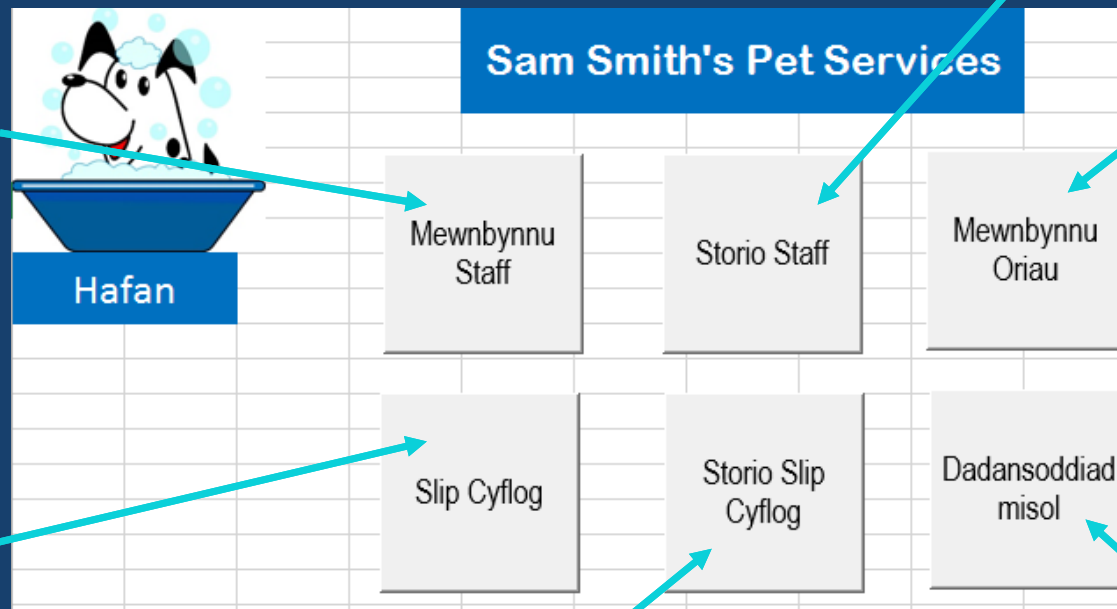 Sam Smith's Pet Services
Hafan
Mewnbynnu
Staff
Storio Staff
Mewnbynnu
Oriau
Slip Cyflog
Storio Slip
Cyflog
Dadansoddiad
misol